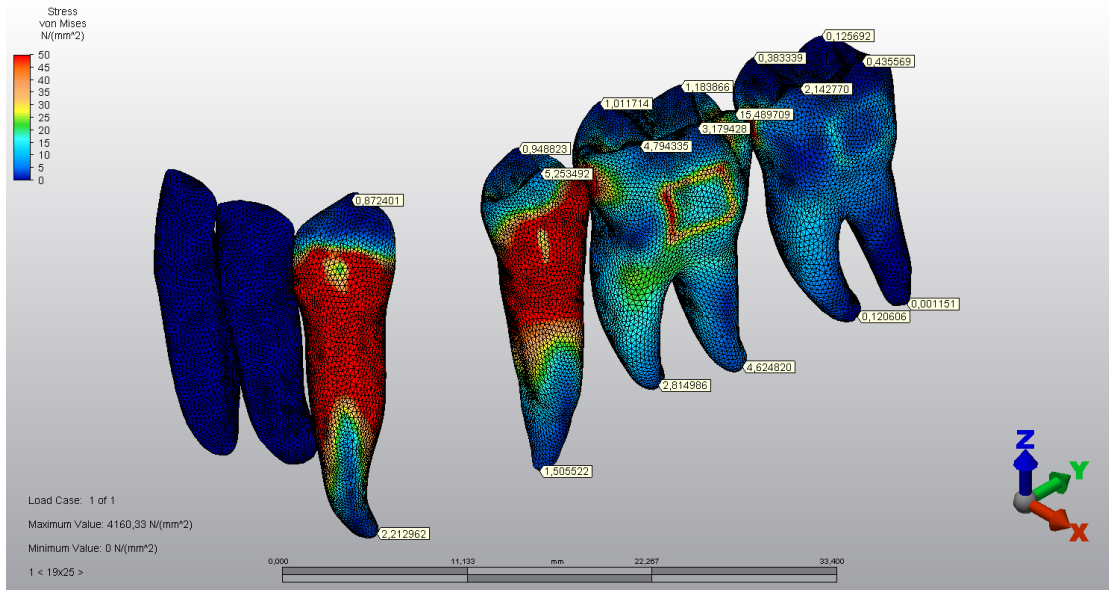 Stress
von Mises
N/(mm^2)
50
45
40
35
30
25
20
15
10
5
0
0,125692
0,383339
0,435569
2,142770
1,183866
1,011714
15,489709
3,179428
4,794335
0,948823
5,253492
0,872401
0,001151
0,120606
4,624820
2,814986
1,505522
2,212962
Z
Y
X
Load Case: 1 of 1
Maximum Value: 4160,33 N/(mm^2)
Minimum Value: 0 N/(mm^2)
1 < 19x25 >
0,000 11,133 mm 22,267 33,400